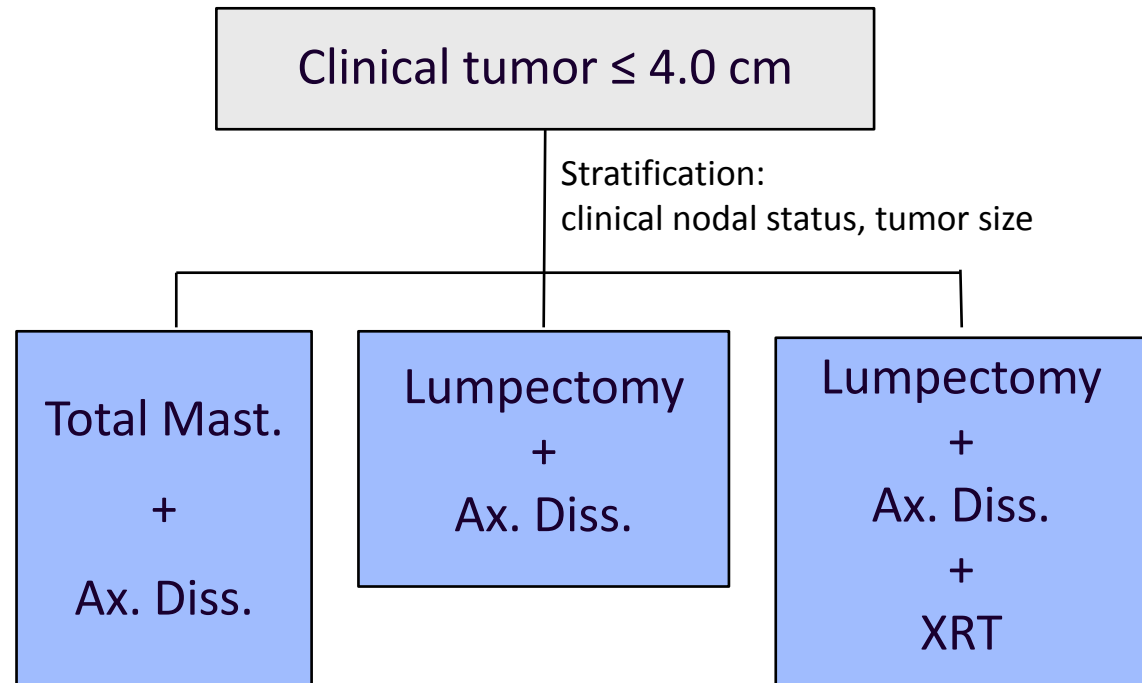 Clinical tumor ≤ 4.0 cm
Stratification:
clinical nodal status, tumor size
Total Mast.
+
Ax. Diss.
Lumpectomy
+
Ax. Diss.
Lumpectomy
+
Ax. Diss.
+
XRT